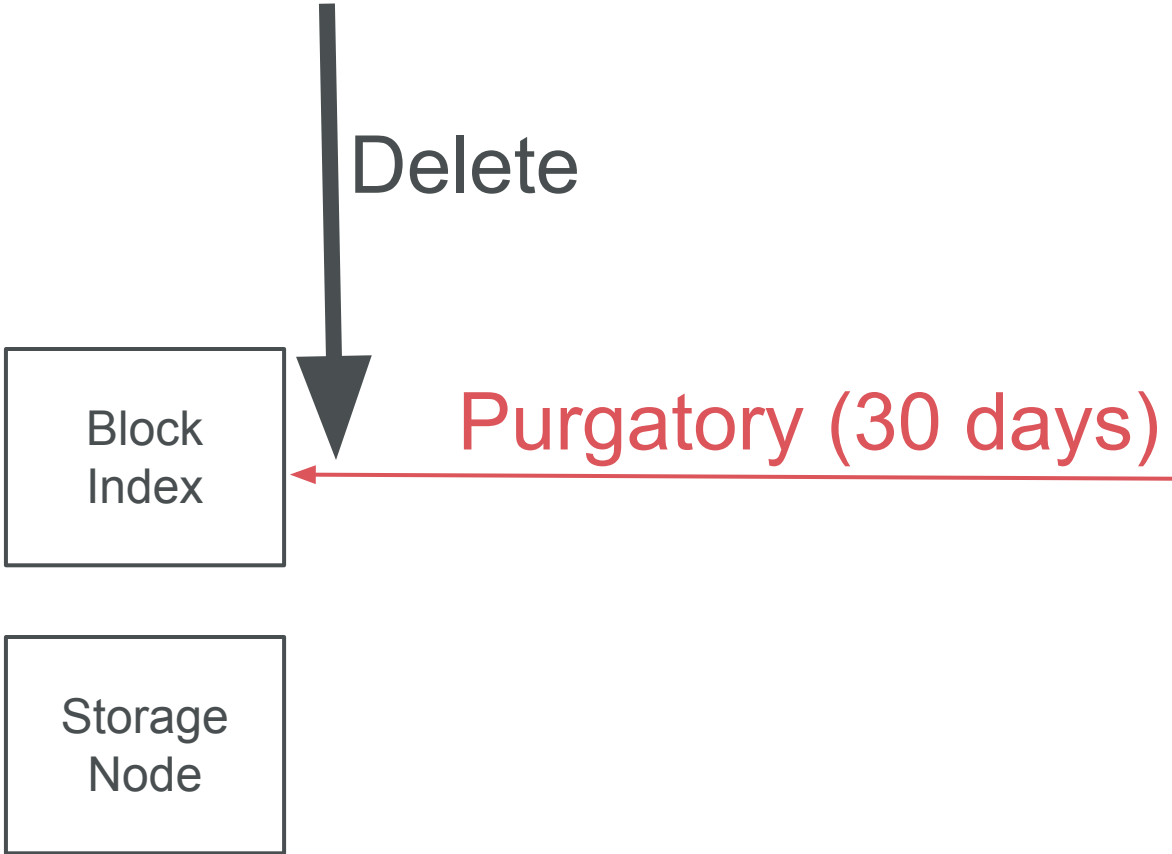 Delete
Purgatory (30 days)
Block
Index
Storage
Node